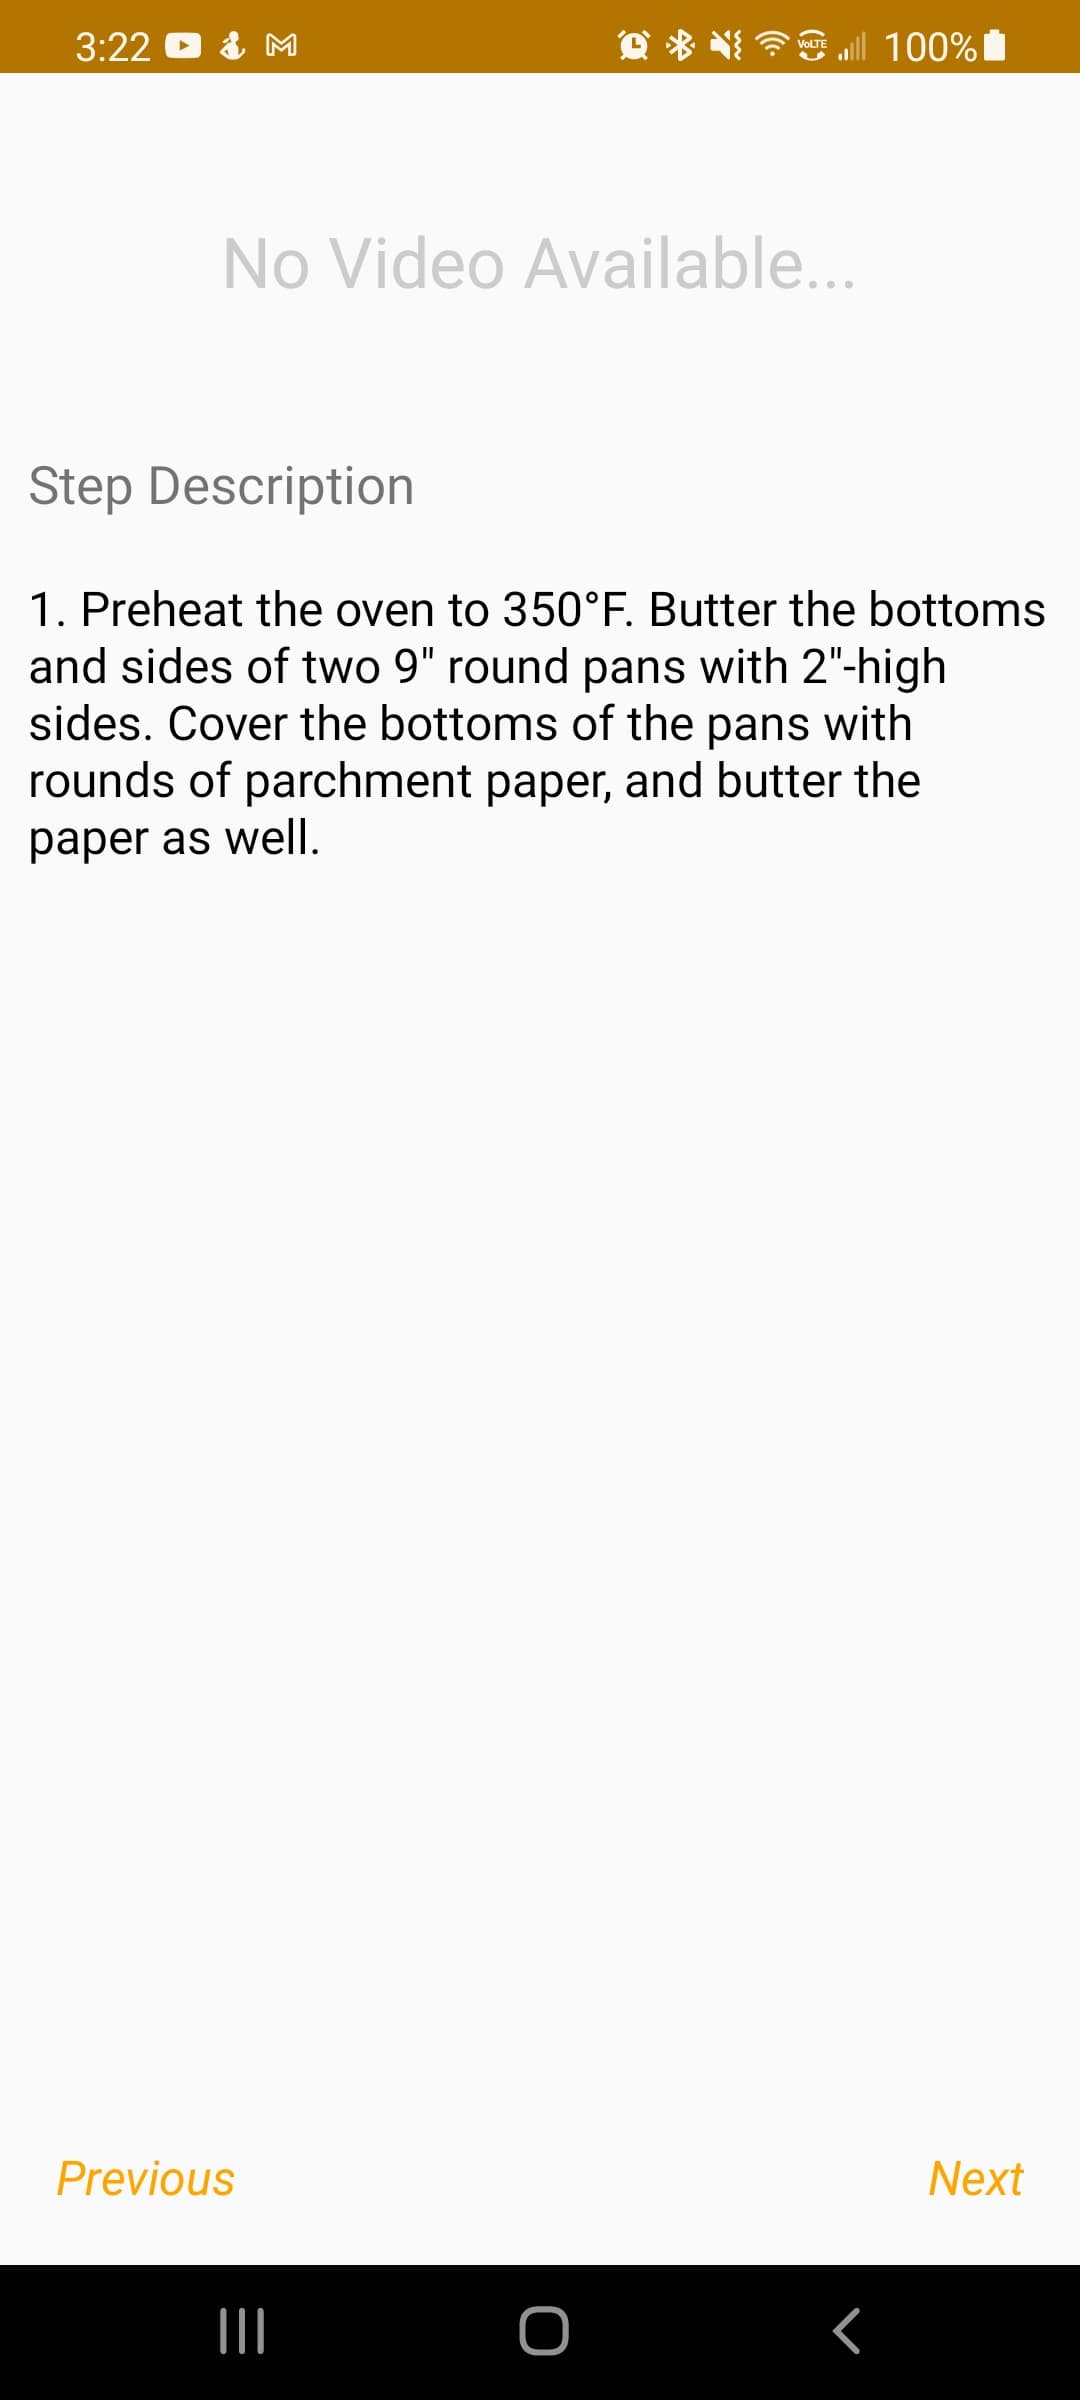 3:22
VoLTE
100%
No Video Available...
Step Description
1. Preheat the oven to 350°F. Butter the bottoms
and sides of two 9" round pans with 2"-high
sides. Cover the bottoms of the pans with
rounds of parchment paper, and butter the
paper as well.
Previous
Next